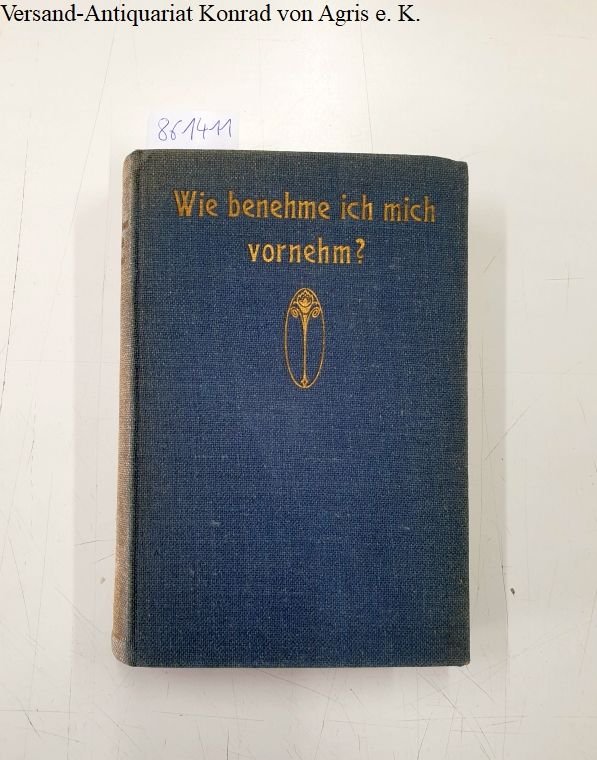 Versand-Antiquariat Konrad von Agris e. K.
861411
Wie benehme ich mich
vornehm?